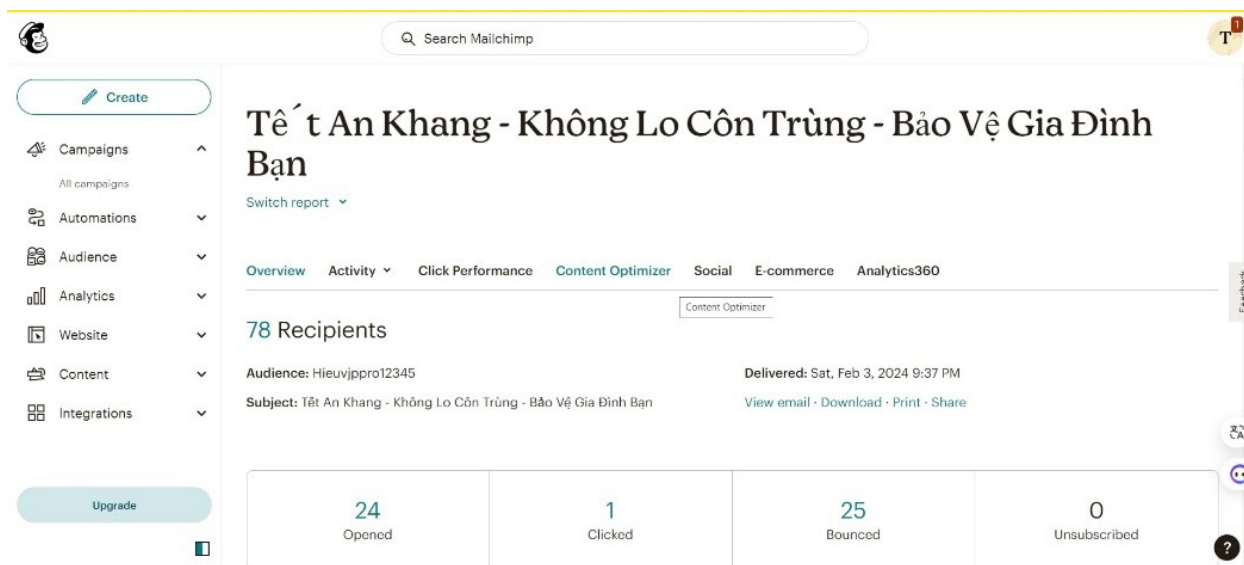 Search Mailchimp
T
1
Create
Campaigns
All campaigns
Automations
Audience
Analytics
Website
Content
Integrations
Upgrade
Tết An Khang - Không Lo Côn Trùng - Bảo Vệ Gia Đình
Bạn
Switch report
Overview Activity Click Performance Content Optimizer Social E-commerce Analytics360
Content Optimizer
Feedback
78 Recipients
Audience: Hieuvjppro12345
Delivered: Sat, Feb 3, 2024 9:37 PM
Subject: Tết An Khang - Không Lo Côn Trùng - Bảo Vệ Gia Đình Bạn
View email · Download · Print · Share
24
Opened
1
Clicked
25
Bounced
0
Unsubscribed
?